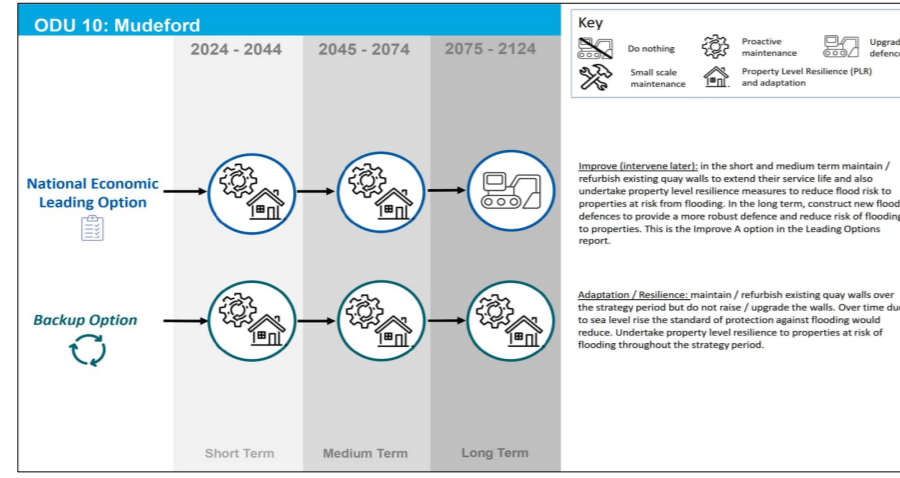 ODU 10: Mudeford
2024 - 2044
2045 - 2074
2075 - 2124
Key
Do nothing
Proactive
maintenance
Upgrad
defence
Small scale
maintenance
Property Level Resilience (PLR)
and adaptation
National Economic
Leading Option
Improve (intervene later): in the short and medium term maintain /
refurbish existing quay walls to extend their service life and also
undertake property level resilience measures to reduce flood risk to
properties at risk from flooding. In the long term, construct new flood
defences to provide a more robust defence and reduce risk of flooding
to properties. This is the Improve A option in the Leading Options
report.
Backup Option
Adaptation / Resilience: maintain / refurbish existing quay walls over
the strategy period but do not raise / upgrade the walls. Over time du
to sea level rise the standard of protection against flooding would
reduce. Undertake property level resilience to properties at risk of
flooding throughout the strategy period.
Short Term
Medium Term
Long Term